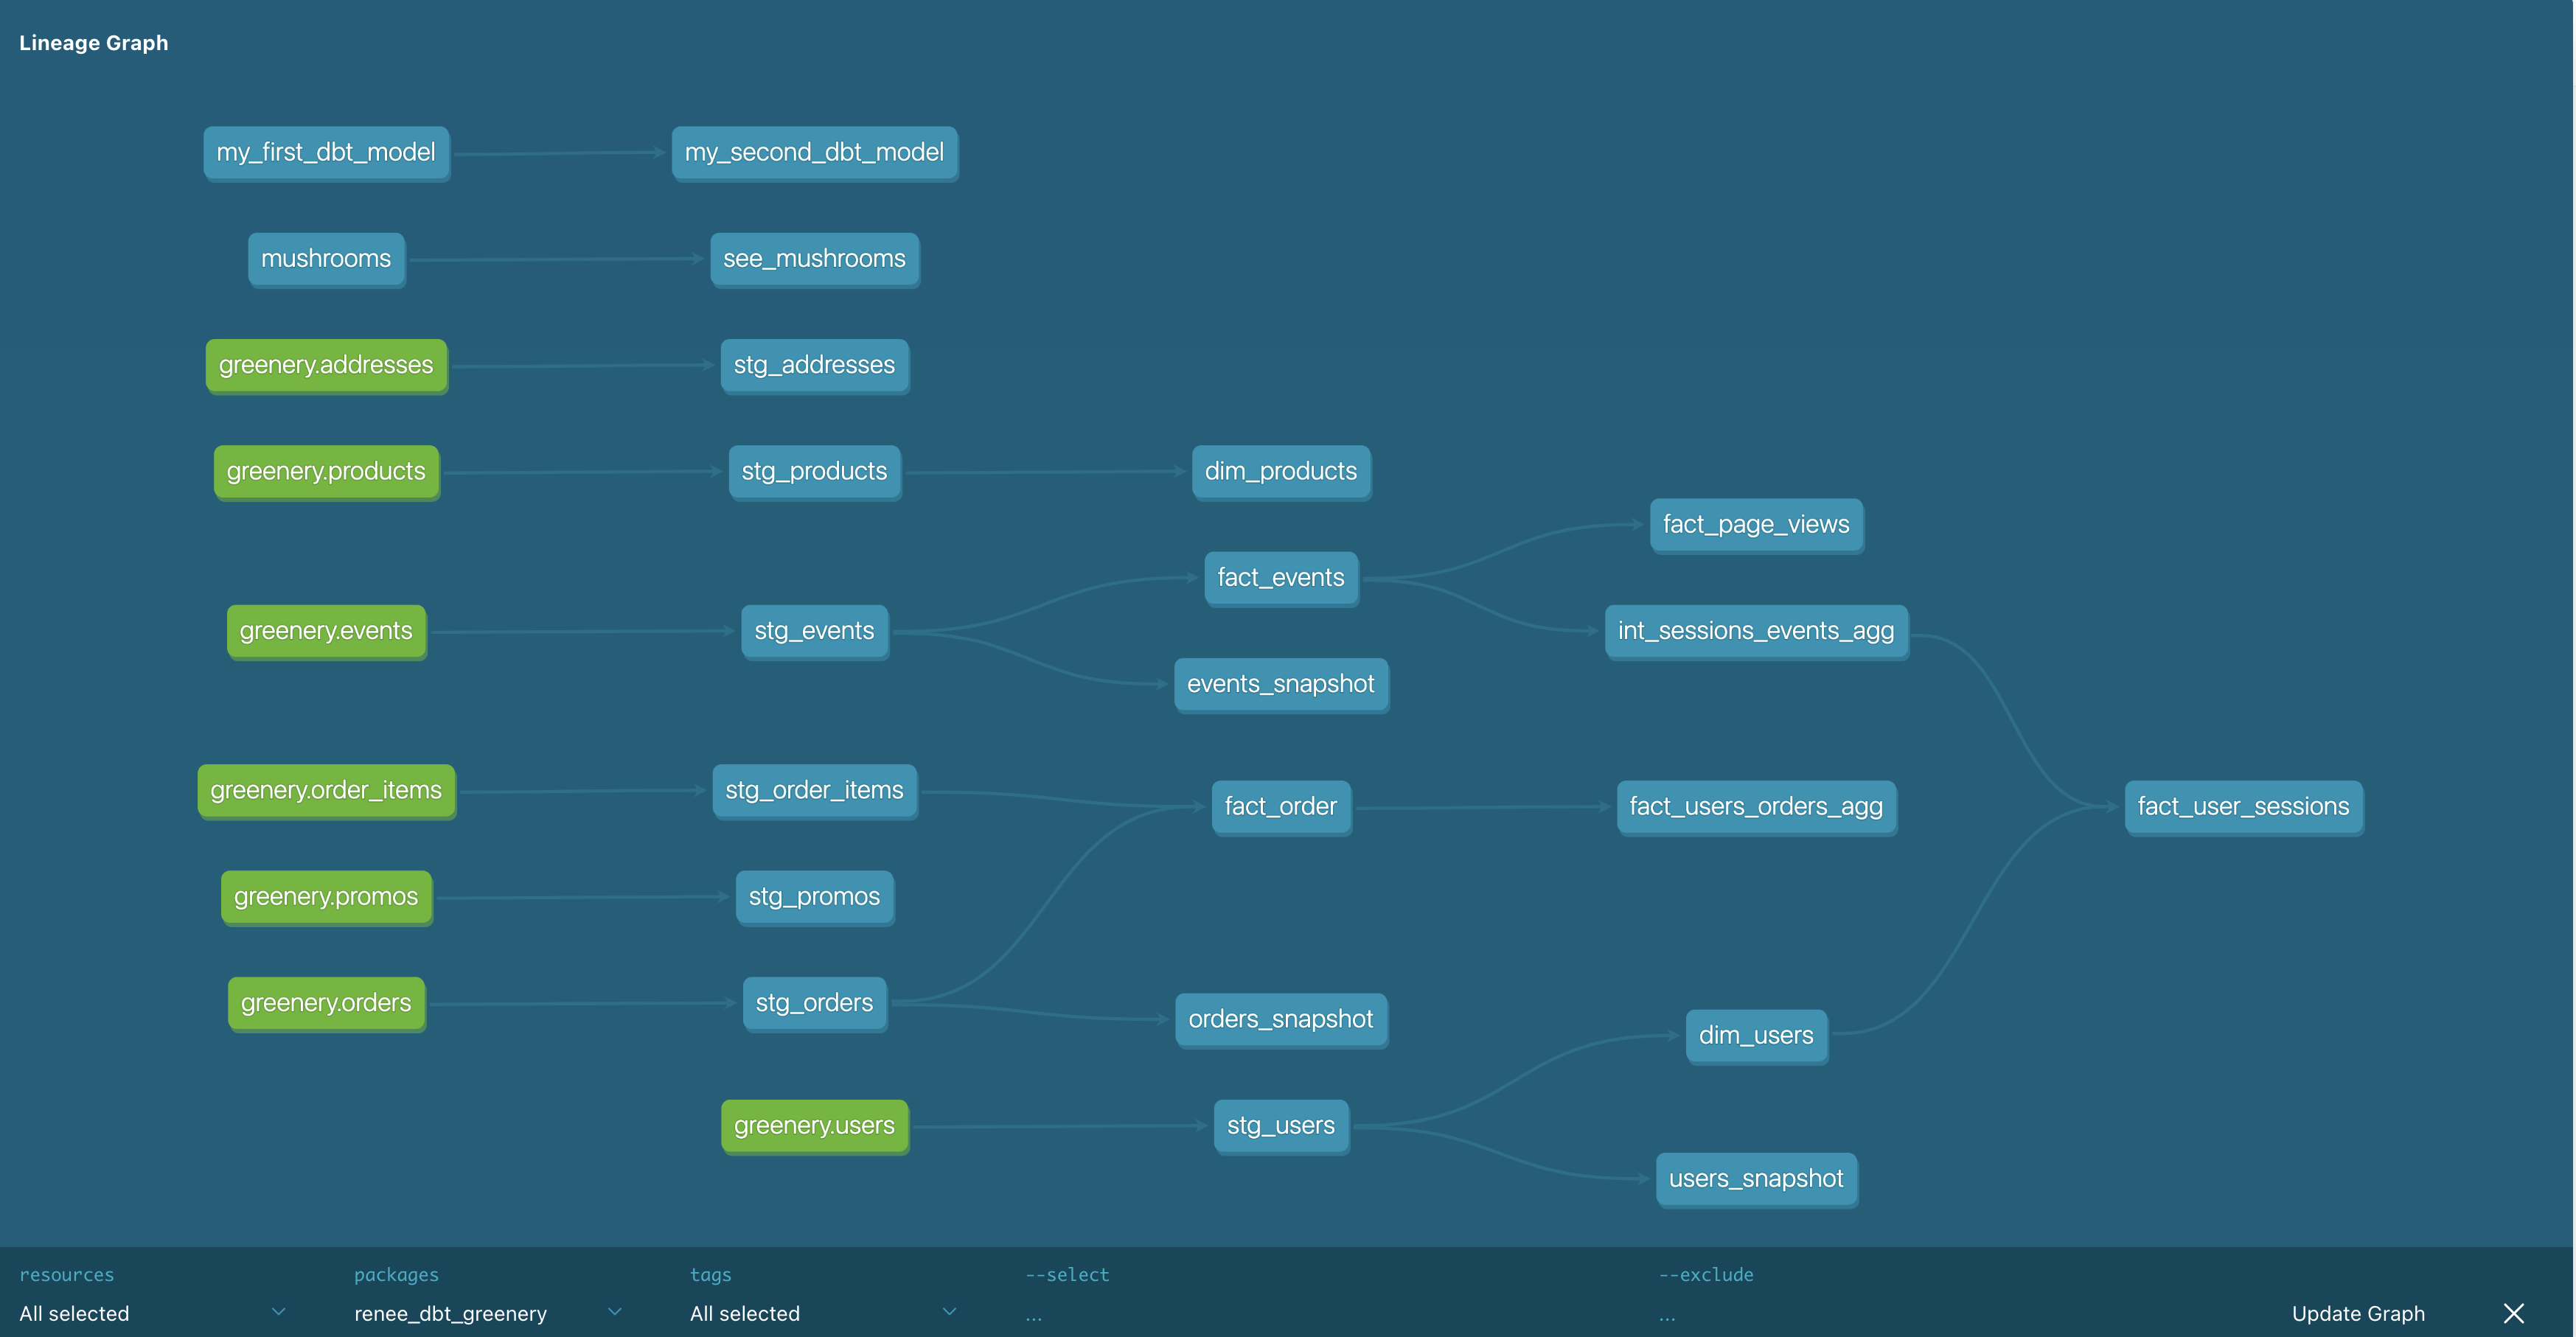 Lineage Graph
my_first_dbt_model
my_second_dbt_model
mushrooms
see_mushrooms
greenery.addresses
stg_addresses
greenery.products
stg_products
dim_products
fact_page_views
fact_events
greenery.events
stg_events
int_sessions_events_agg
events_snapshot
greenery.order_items
stg_order_items
fact_order
fact_users_orders_agg
fact_user_sessions
greenery.promos
stg_promos
greenery.orders
stg_orders
orders_snapshot
dim_users
greenery.users
stg_users
users_snapshot
resources
packages
tags
--select
--exclude
All selected
renee_dbt_greenery
All selected
...
...
Update Graph